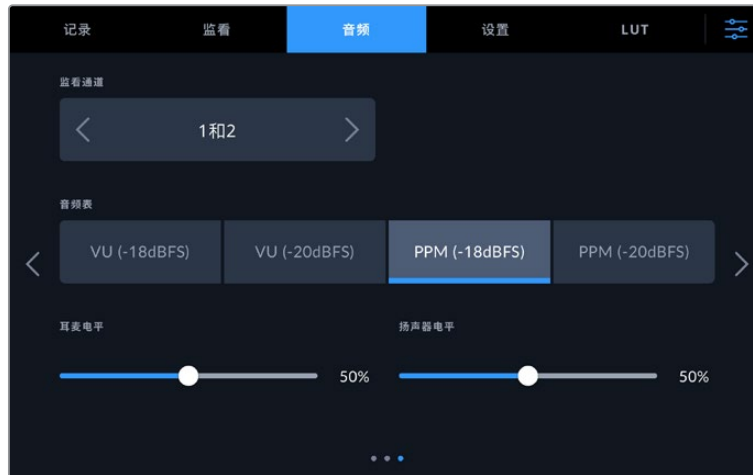 记录 监看 音频 设置 LUT
监看通道
1和2
音频表
VU (-18dBFS) VU (-20dBFS) PPM (-18dBFS) PPM (-20dBFS)
耳麦电平 扬声器电平
50% 50%